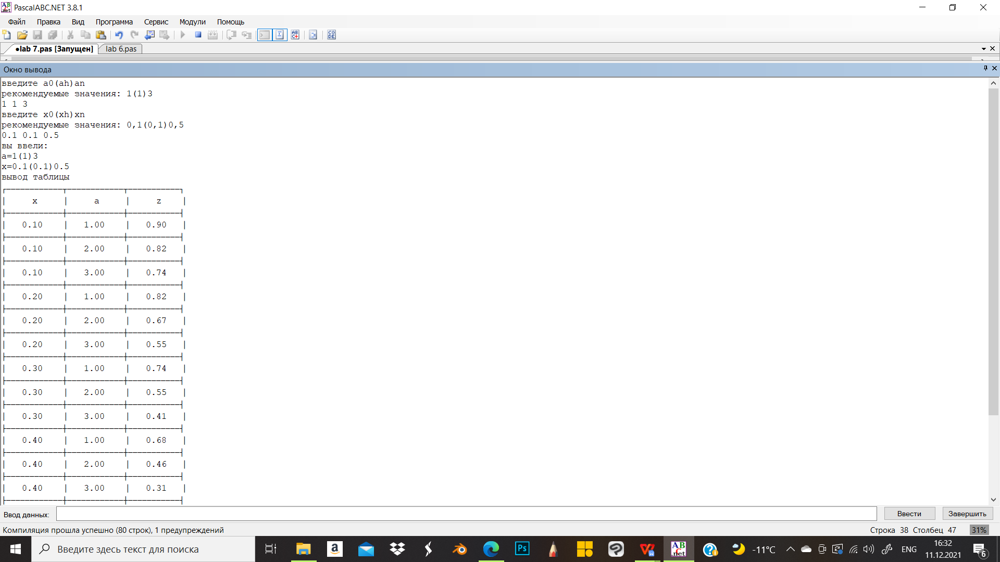 PascalABC.NET 3.8.1
Файл Правка Вид Программа Сервис Модули Помощь
•lab 7.pas [Запущен] lab 6.pas
Окно вывода
введите a0(ah)an
рекомендуемые значения: 1(1)3
1 1 3
введите x0(xh)xn
рекомендуемые значения: 0,1(0,1)0,5
0.1 0.1 0.5
вы ввели:
a=1(1)3
x=0.1(0.1)0.5
вывод таблицы
x a z
0.10 1.00 0.90
0.10 2.00 0.82
0.10 3.00 0.74
0.20 1.00 0.82
0.20 2.00 0.67
0.20 3.00 0.55
0.30 1.00 0.74
0.30 2.00 0.55
0.30 3.00 0.41
0.40 1.00 0.68
0.40 2.00 0.46
0.40 3.00 0.31
Ввод данных: Ввести Завершить
Компиляция прошла успешно (80 строк), 1 предупреждений Строка 38 Столбец 47 31%
Введите здесь текст для поиска -11°C ENG 16:32
11.12.2021 6